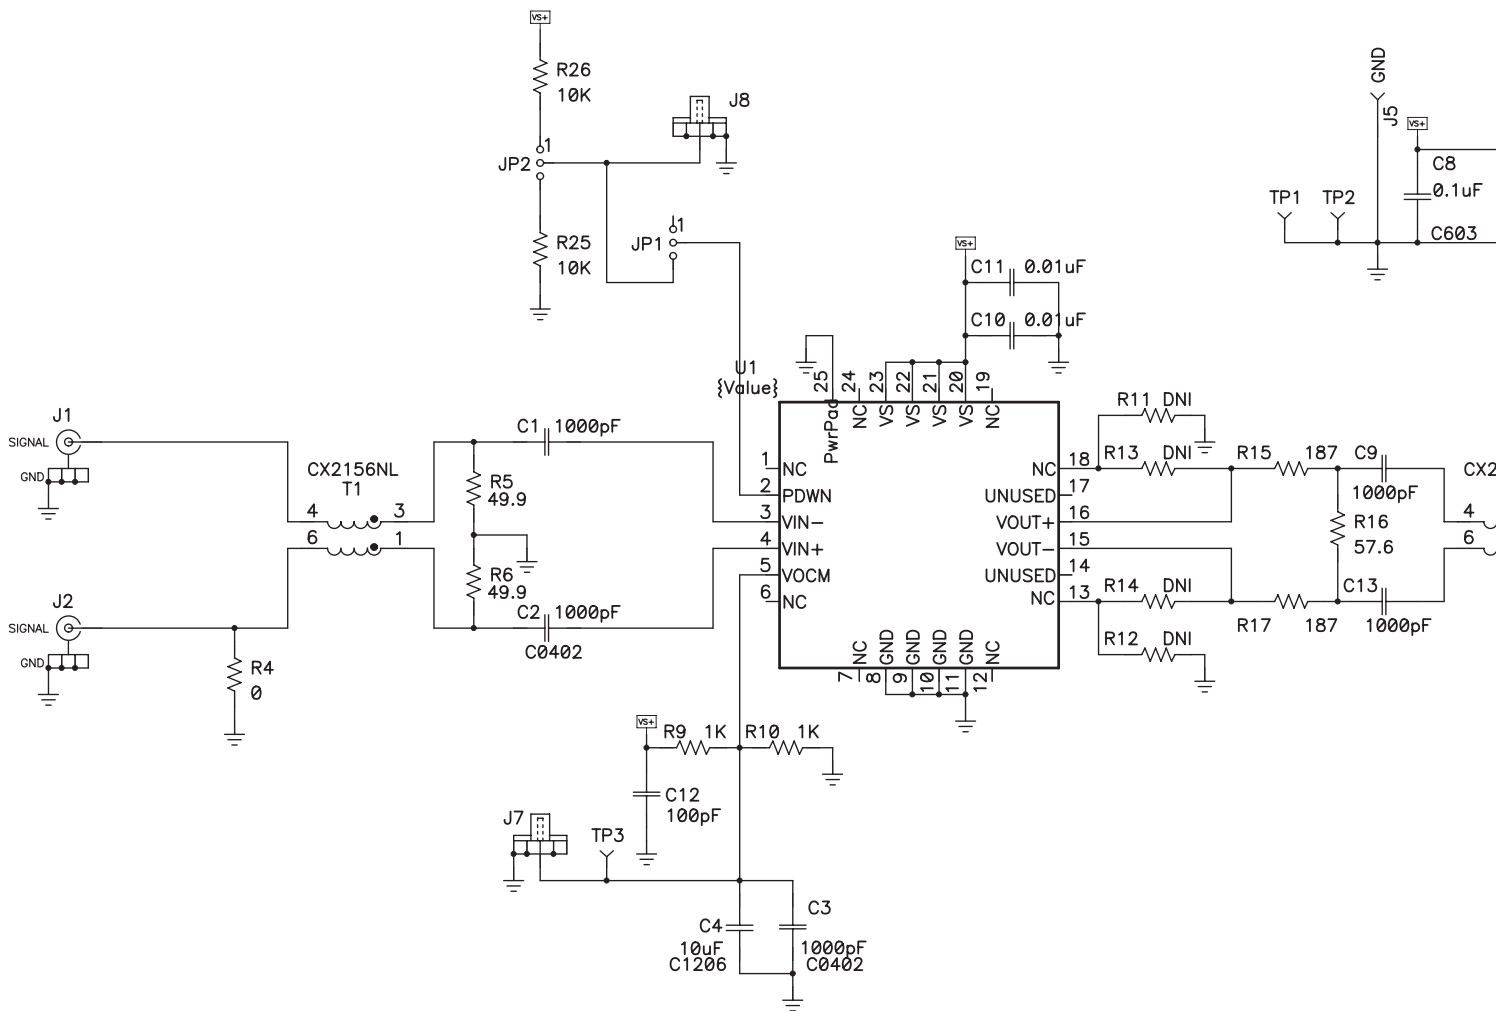 VS+
R26
10K
J8
1
JP2
R25
10K
1
JP1
GND
J5
VS+
C8
0.1uF
C603
TP1
TP2
VS+
C11 0.01uF
C10 0.01uF
U1
{Value}
25
24
23
22
21
20
19
PwrPad
NC
VS
VS
VS
VS
NC
J1
SIGNAL
GND
CX2156NL
T1
4
3
6
1
C1 1000pF
R5
49.9
R6
49.9
C2 1000pF
C0402
J2
SIGNAL
GND
R4
0
1 NC
2 PDWN
3 VIN-
4 VIN+
5 VOCM
6 NC
NC 18
UNUSED 17
VOUT+ 16
VOUT- 15
UNUSED 14
NC 13
NC
GND
GND
GND
GND
NC
7
8
9
10
11
12
R11 DNI
R13 DNI
R15 187
C9
1000pF
CX2
4
6
R16
57.6
R14 DNI
R12 DNI
R17 187
C13
1000pF
VS+
R9 1K
R10 1K
C12
100pF
J7
TP3
C4
10uF
C1206
C3
1000pF
C0402